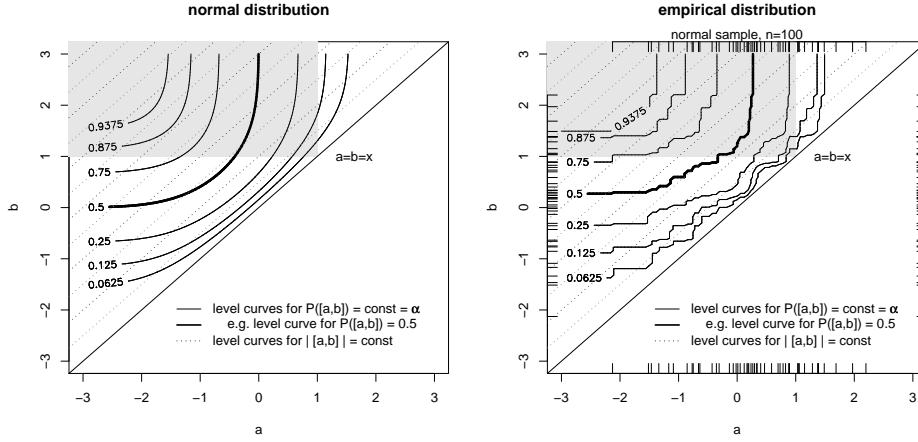 normal distribution
3
2
1
0
−1
−2
−3
b
0.9375
0.875
0.75
0.5
0.25
0.125
0.0625
a=b=x
level curves for P([a,b]) = const = α
e.g. level curve for P([a,b]) = 0.5
level curves for | [a,b] | = const
−3 −2 −1 0 1 2 3
a
empirical distribution
normal sample, n=100
3
2
1
0
−1
−2
−3
b
0.9375
0.875
0.75
0.5
0.25
0.125
0.0625
a=b=x
level curves for P([a,b]) = const = α
e.g. level curve for P([a,b]) = 0.5
level curves for | [a,b] | = const
−3 −2 −1 0 1 2 3
a